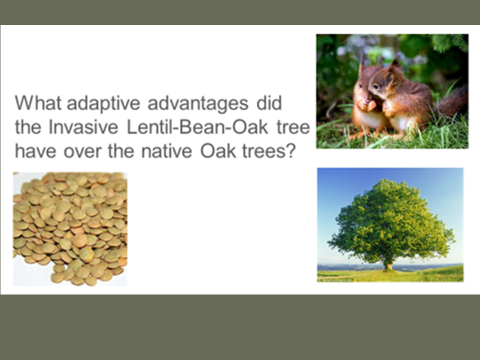 What adaptive advantages did
the Invasive Lentil-Bean-Oak tree
have over the native Oak trees?